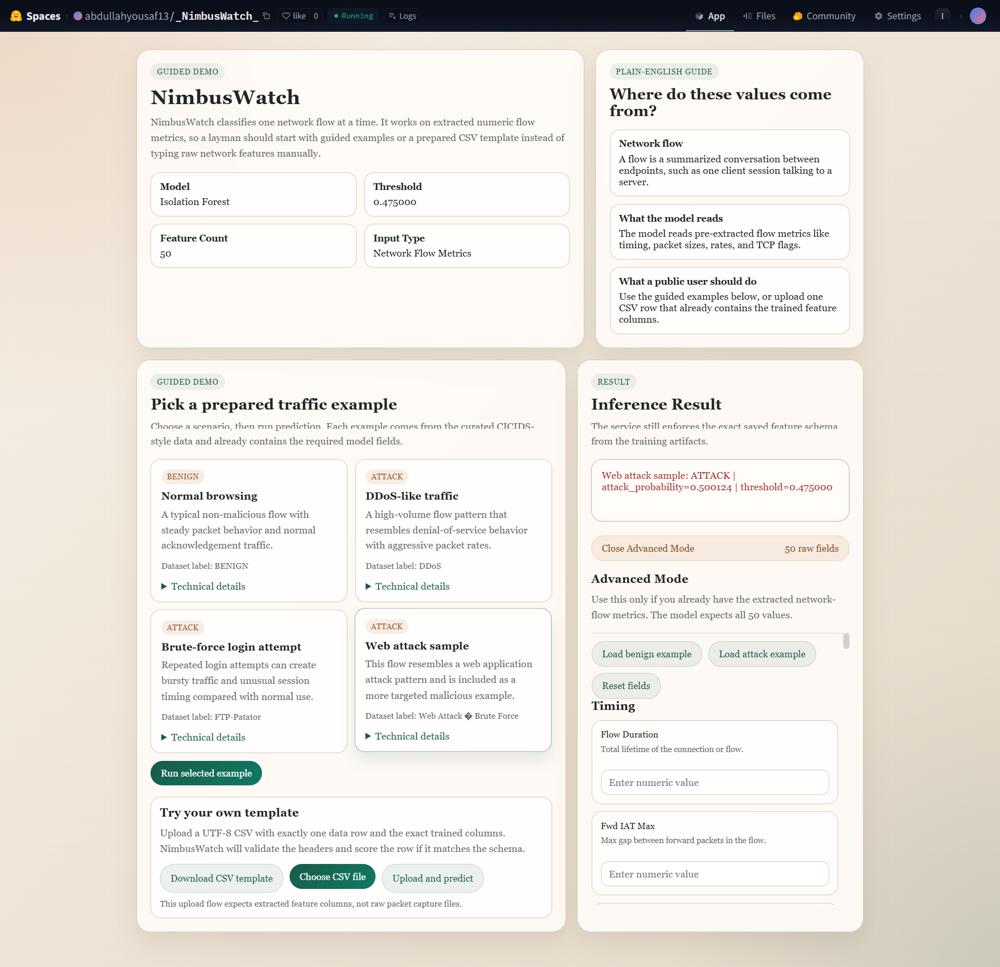 Spaces
abdullahyousaf13/_NimbusWatch_
like 0
Running
Logs
App
Files
Community
Settings
GUIDED DEMO
NimbusWatch
NimbusWatch classifies one network flow at a time. It works on extracted numeric flow
metrics, so a layman should start with guided examples or a prepared CSV template instead of
typing raw network features manually.
Model
Isolation Forest
Threshold
0.475000
Feature Count
50
Input Type
Network Flow Metrics
PLAIN-ENGLISH GUIDE
Where do these values come
from?
Network flow
A flow is a summarized conversation between
endpoints, such as one client session talking to a
server.
What the model reads
The model reads pre-extracted flow metrics like
timing, packet sizes, rates, and TCP flags.
What a public user should do
Use the guided examples below, or upload one
CSV row that already contains the trained feature
columns.
GUIDED DEMO
Pick a prepared traffic example
Choose a scenario, then run prediction. Each example comes from the curated CICIDS-
style data and already contains the required model fields.
BENIGN
Normal browsing
A typical non-malicious flow with
steady packet behavior and normal
acknowledgement traffic.
Dataset label: BENIGN
▶ Technical details
ATTACK
DDoS-like traffic
A high-volume flow pattern that
resembles denial-of-service behavior
with aggressive packet rates.
Dataset label: DDoS
▶ Technical details
ATTACK
Brute-force login attempt
Repeated login attempts can create
bursty traffic and unusual session
timing compared with normal use.
Dataset label: FTP-Patator
▶ Technical details
ATTACK
Web attack sample
This flow resembles a web application
attack pattern and is included as a
more targeted malicious example.
Dataset label: Web Attack � Brute Force
▶ Technical details
Run selected example
Try your own template
Upload a UTF-8 CSV with exactly one data row and the exact trained columns.
NimbusWatch will validate the headers and score the row if it matches the schema.
Download CSV template
Choose CSV file
Upload and predict
This upload flow expects extracted feature columns, not raw packet capture files.
RESULT
Inference Result
The service still enforces the exact saved feature schema
from the training artifacts.
Web attack sample: ATTACK |
attack_probability=0.500124 | threshold=0.475000
Close Advanced Mode
50 raw fields
Advanced Mode
Use this only if you already have the extracted network-
flow metrics. The model expects all 50 values.
Load benign example
Load attack example
Reset fields
Timing
Flow Duration
Total lifetime of the connection or flow.
Enter numeric value
Fwd IAT Max
Max gap between forward packets in the flow.
Enter numeric value